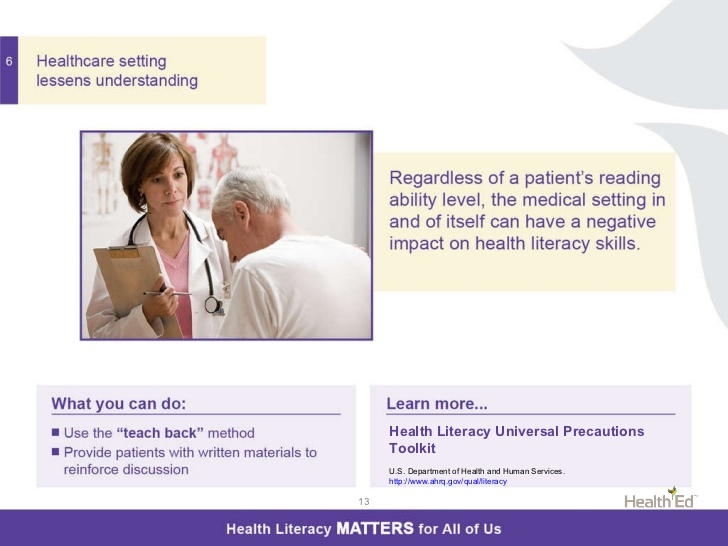 6
Healthcare setting
lessens understanding
Regardless of a patient’s reading
ability level, the medical setting in
and of itself can have a negative
impact on health literacy skills.
What you can do:
■ Use the “teach back” method
■ Provide patients with written materials to
reinforce discussion
Learn more...
Health Literacy Universal Precautions
Toolkit
U.S. Department of Health and Human Services.
http://www.ahrq.gov/qual/literacy
13
HealthEd™
Health Literacy MATTERS for All of Us